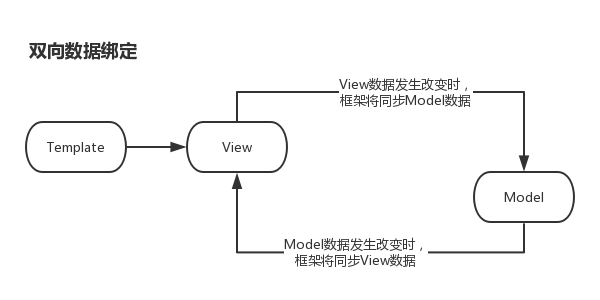 双向数据绑定
View数据发生改变时，
框架将同步Model数据
Template
View
Model
Model数据发生改变时，
框架将同步View数据